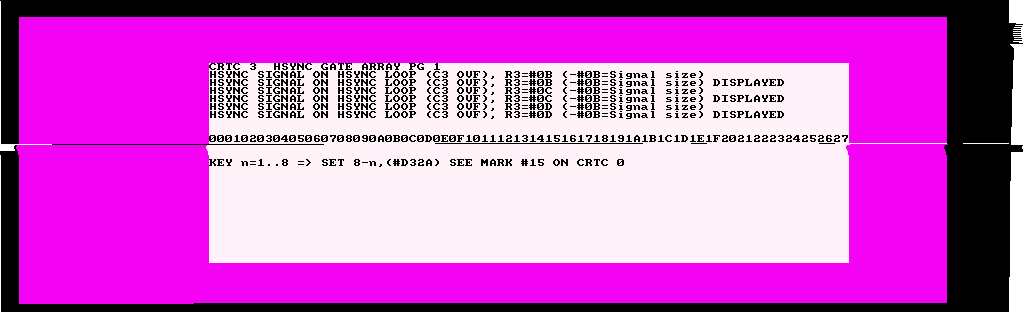 CRTC 3  HSYNC GATE ARRAY PG 1
HSYNC SIGNAL ON HSYNC LOOP (C3 OVF), R3=#0B (-#0B=Signal size)
HSYNC SIGNAL ON HSYNC LOOP (C3 OVF), R3=#0B (-#0B=Signal size) DISPLAYED
HSYNC SIGNAL ON HSYNC LOOP (C3 OVF), R3=#0C (-#0B=Signal size)
HSYNC SIGNAL ON HSYNC LOOP (C3 OVF), R3=#0C (-#0B=Signal size) DISPLAYED
HSYNC SIGNAL ON HSYNC LOOP (C3 OVF), R3=#0D (-#0B=Signal size)
HSYNC SIGNAL ON HSYNC LOOP (C3 OVF), R3=#0D (-#0B=Signal size) DISPLAYED
000102030405060708090A0B0C0D0E0F101112131415161718191A1B1C1D1E1F2021222324252627
KEY n=1..8 => SET 8-n,(#D32A) SEE MARK #15 ON CRTC 0